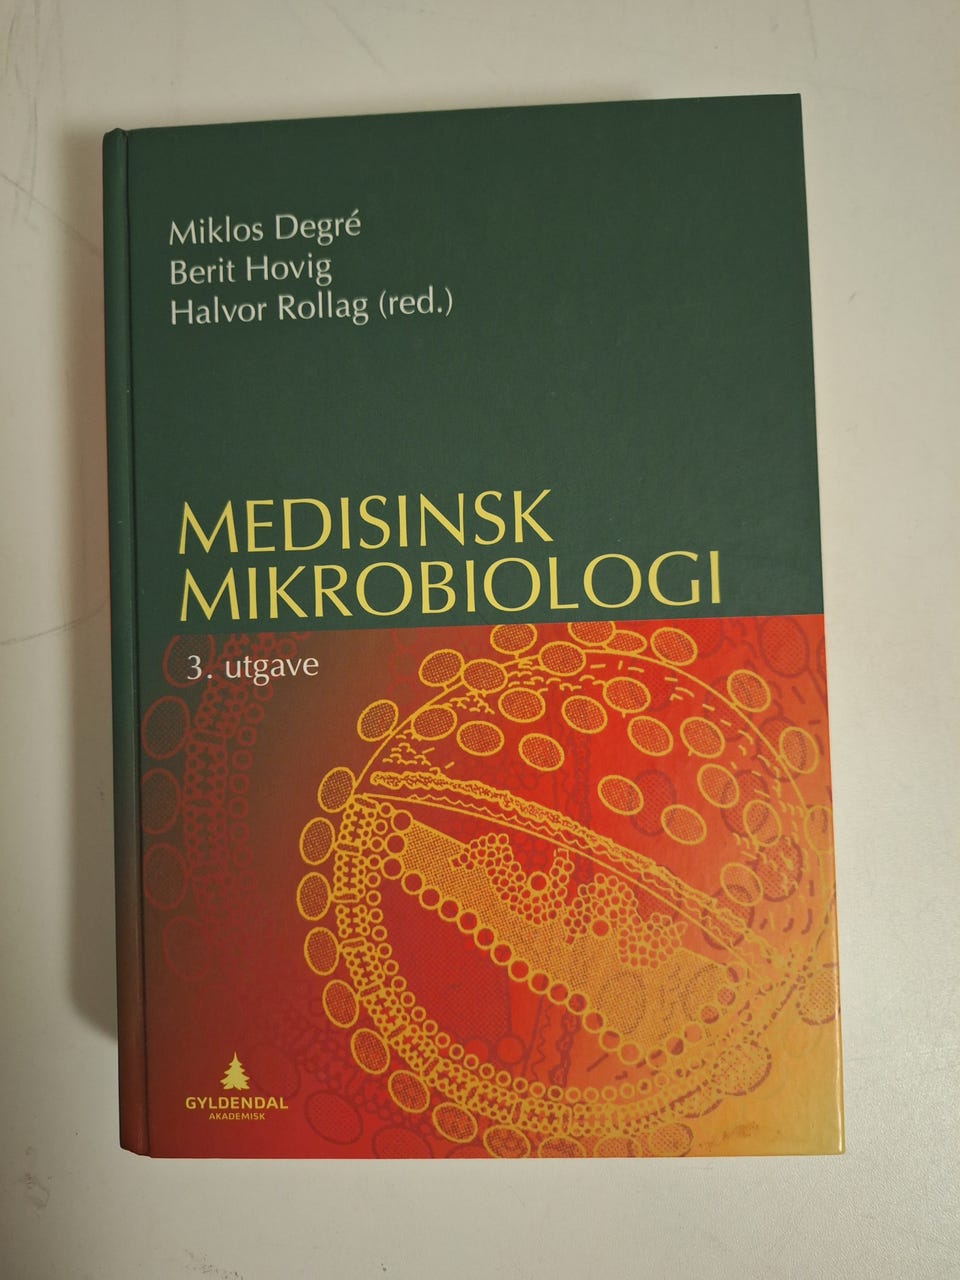 Miklos Degré
Berit Hovig
Halvor Rollag (red.)
MEDISINSK
MIKROBIOLOGI
3. utgave
GYLDENDAL
AKADEMISK